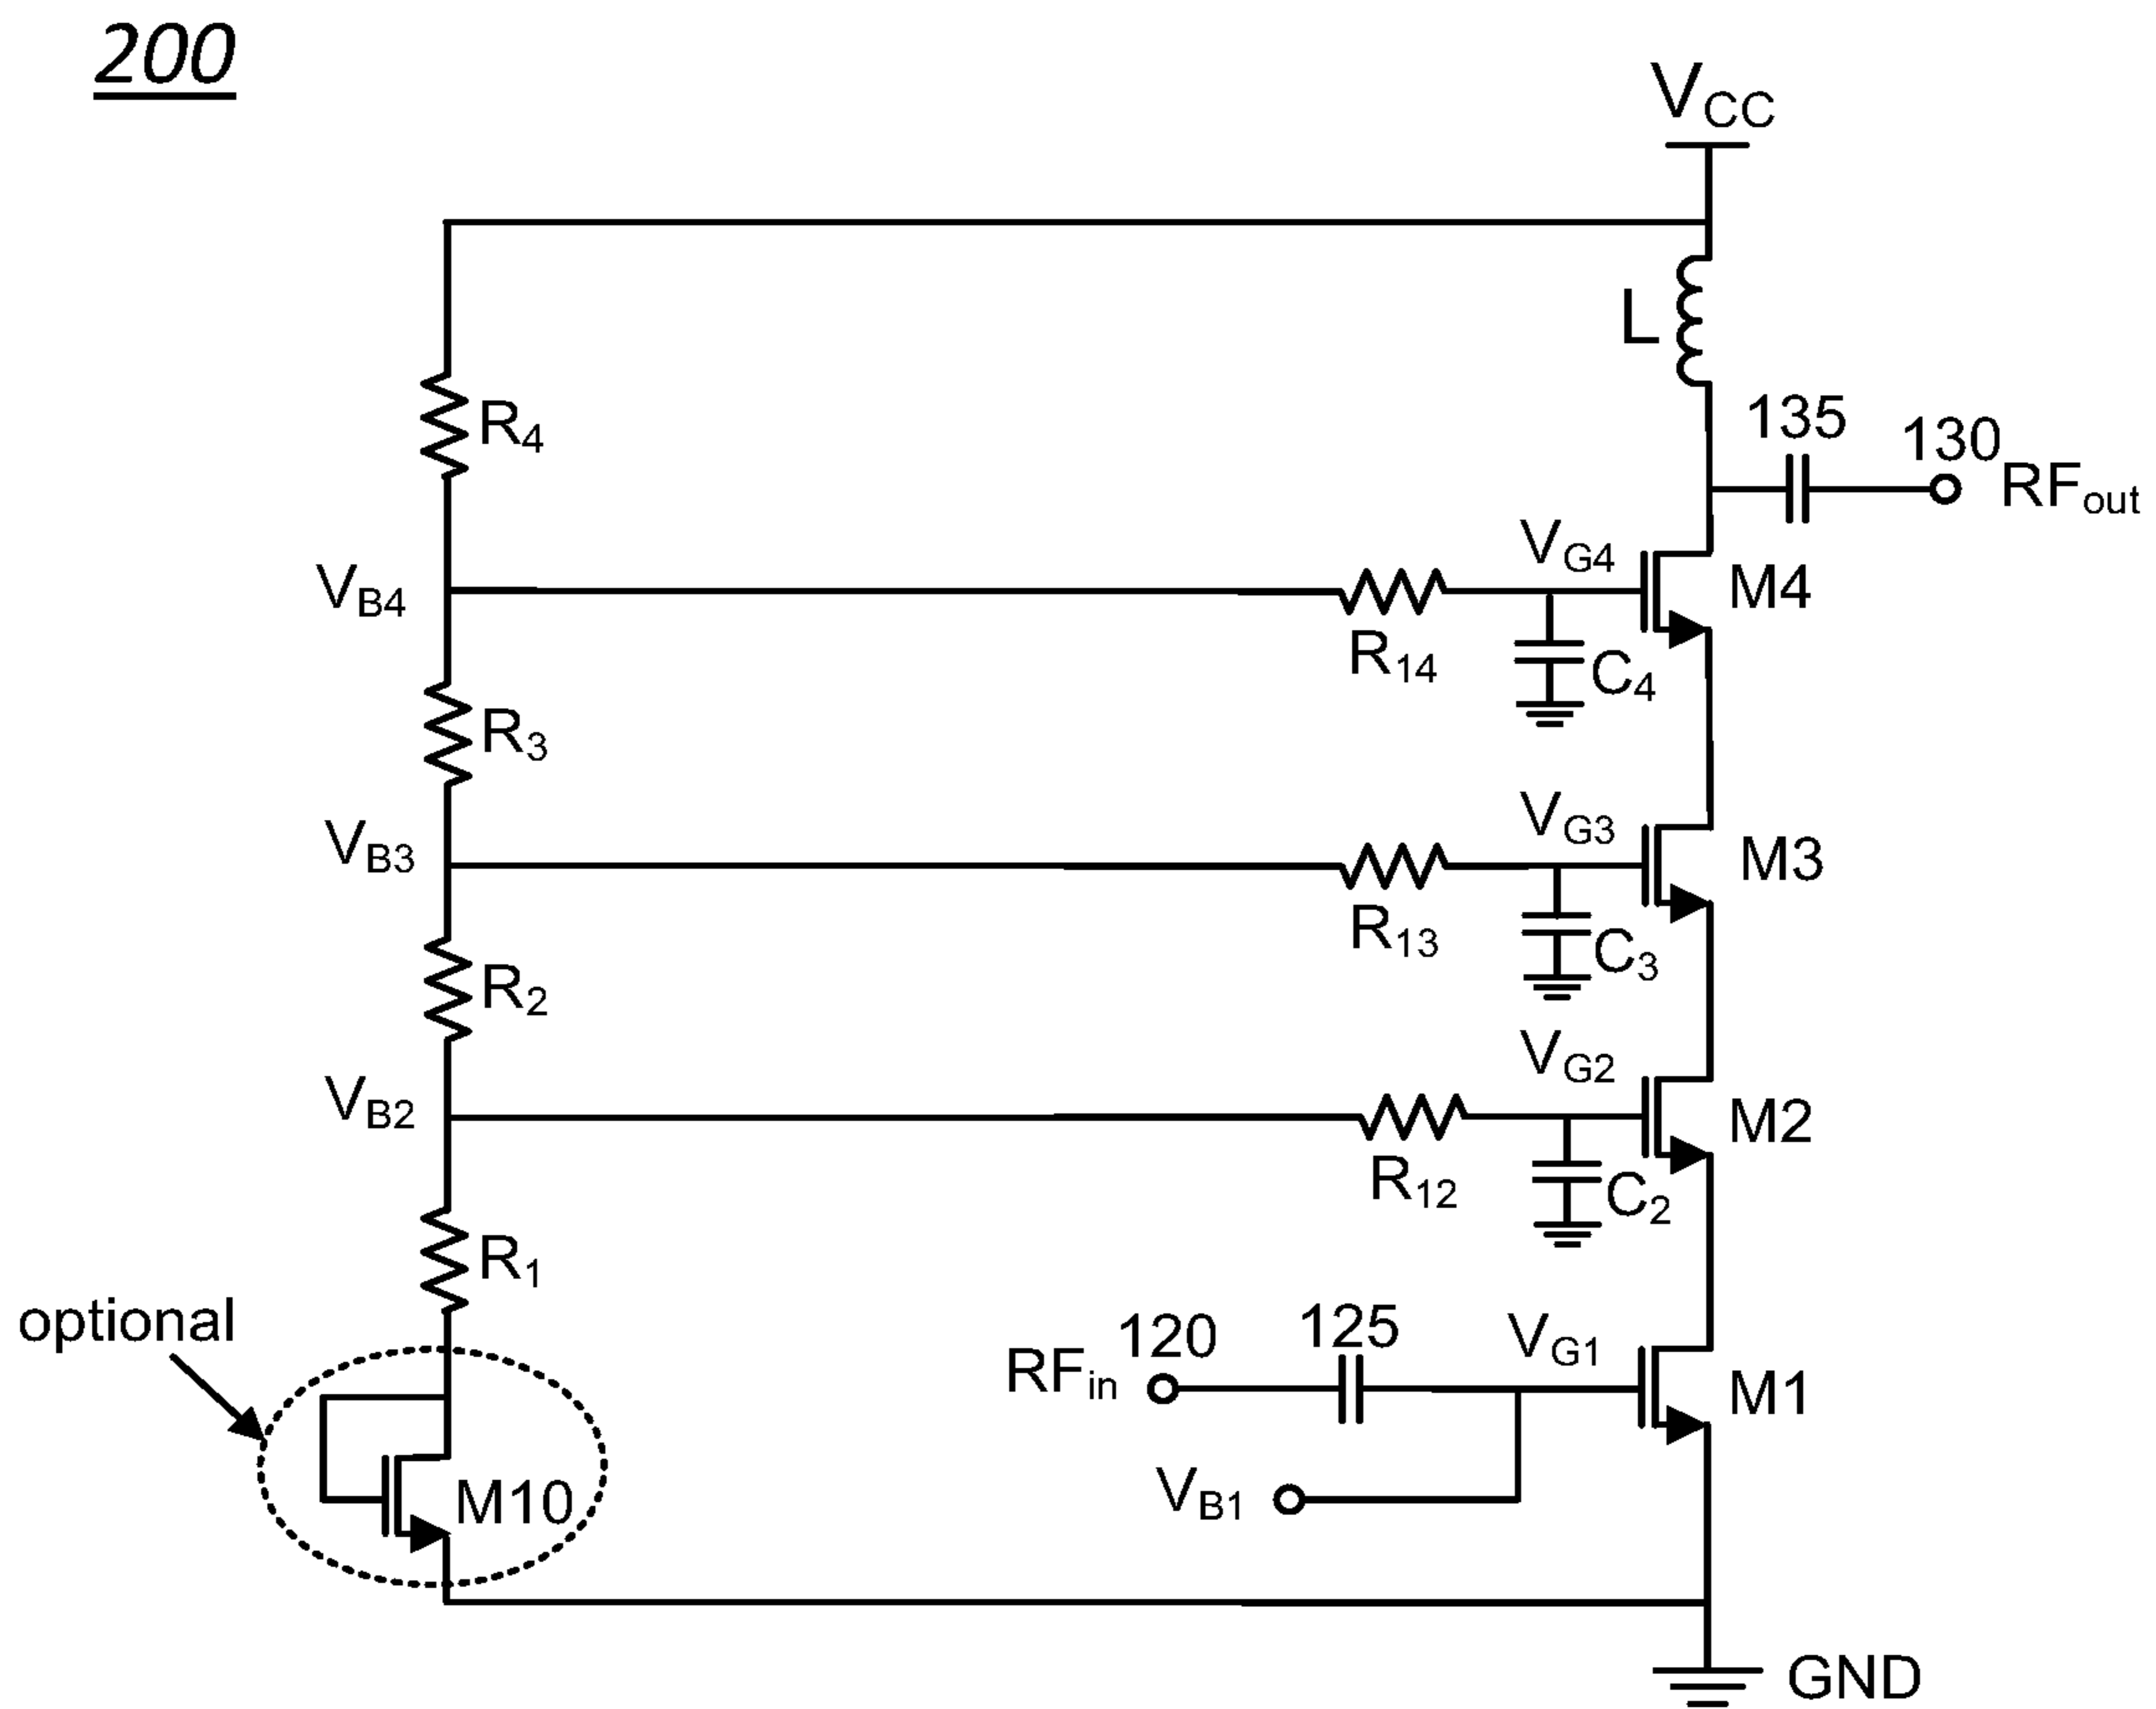 200
VCC
L
135
130
RFout
R4
VG4
M4
VB4
R14
C4
R3
VG3
M3
VB3
R13
C3
R2
VG2
M2
VB2
R12
C2
R1
optional
120
125
VG1
RFin
M1
M10
VB1
GND